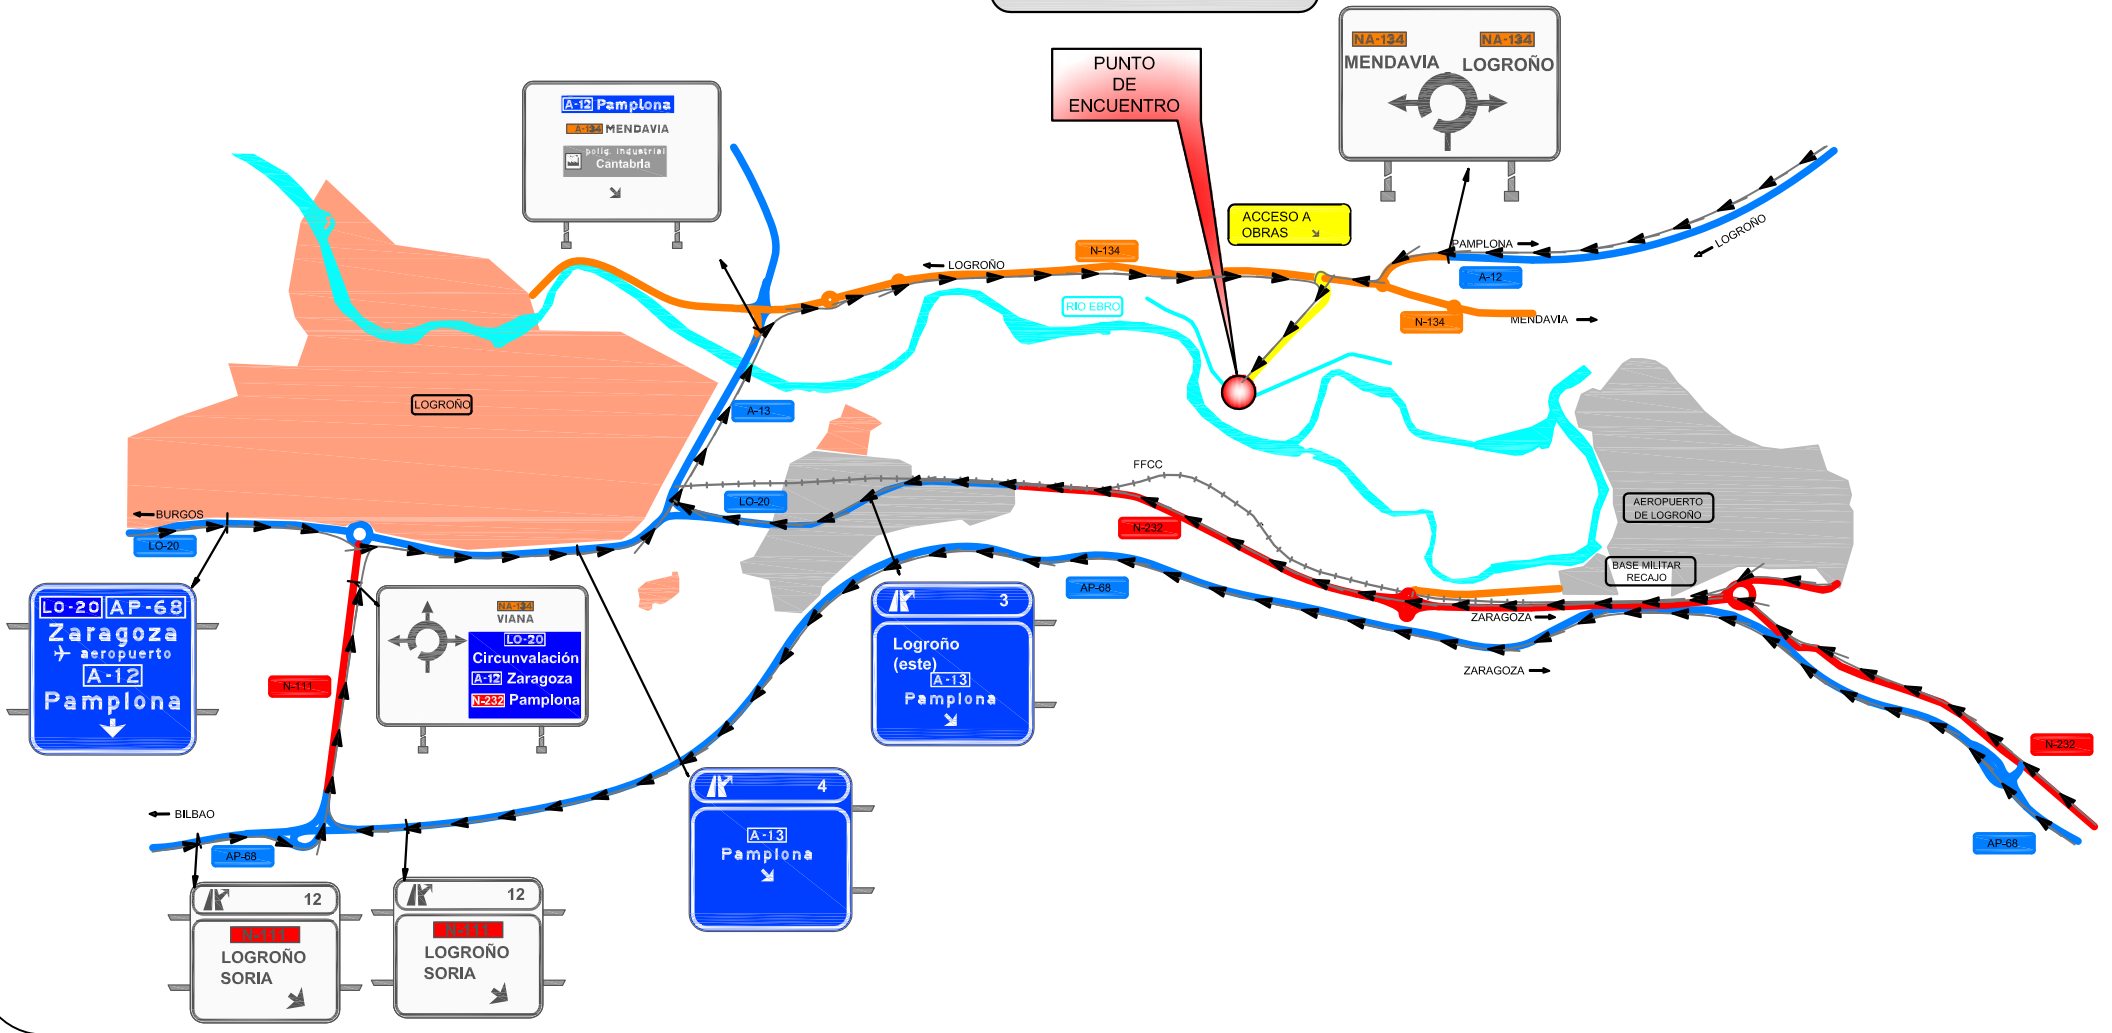 NA-134
NA-134
MENDAVIA
LOGROÑO
PUNTO
DE
ENCUENTRO
A-12 Pamplona
A-134 MENDAVIA
polig. industrial
Cantabria
ACCESO A
OBRAS
LOGROÑO
PAMPLONA
A-12
N-134
LOGROÑO
RIO EBRO
N-134
MENDAVIA
LOGROÑO
A-13
FFCC
LO-20
N-232
AEROPUERTO
DE LOGROÑO
BURGOS
LO-20
BASE MILITAR
RECAJO
AP-68
ZARAGOZA
ZARAGOZA
LO-20 AP-68
Zaragoza
aeropuerto
A-12
Pamplona
N-111
NA-134
VIANA
LO-20
Circunvalación
A-12 Zaragoza
N-232 Pamplona
3
Logroño
(este)
A-13
Pamplona
N-232
4
A-13
Pamplona
BILBAO
AP-68
AP-68
12
N-111
LOGROÑO
SORIA
12
N-111
LOGROÑO
SORIA